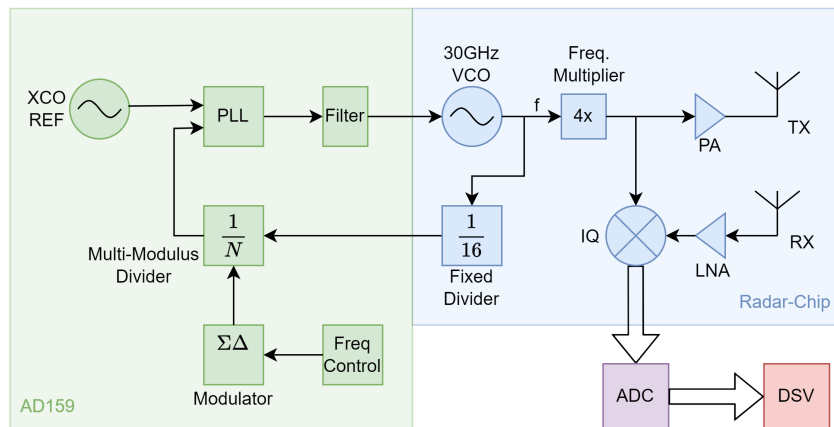 XCO
REF
PLL
Filter
30GHz
VCO
f
Freq.
Multiplier
4x
PA
TX
Multi-Modulus
Divider
1
N
1
16
Fixed
Divider
IQ
LNA
RX
Radar-Chip
ΣΔ
Modulator
Freq
Control
AD159
ADC
DSV